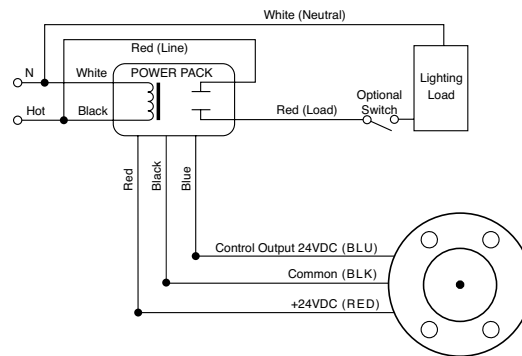 White (Neutral)
Red (Line)
N
White
POWER PACK
Lighting
Load
Optional
Switch
Hot
Black
Red (Load)
Red
Black
Blue
Control Output 24VDC (BLU)
Common (BLK)
+24VDC (RED)